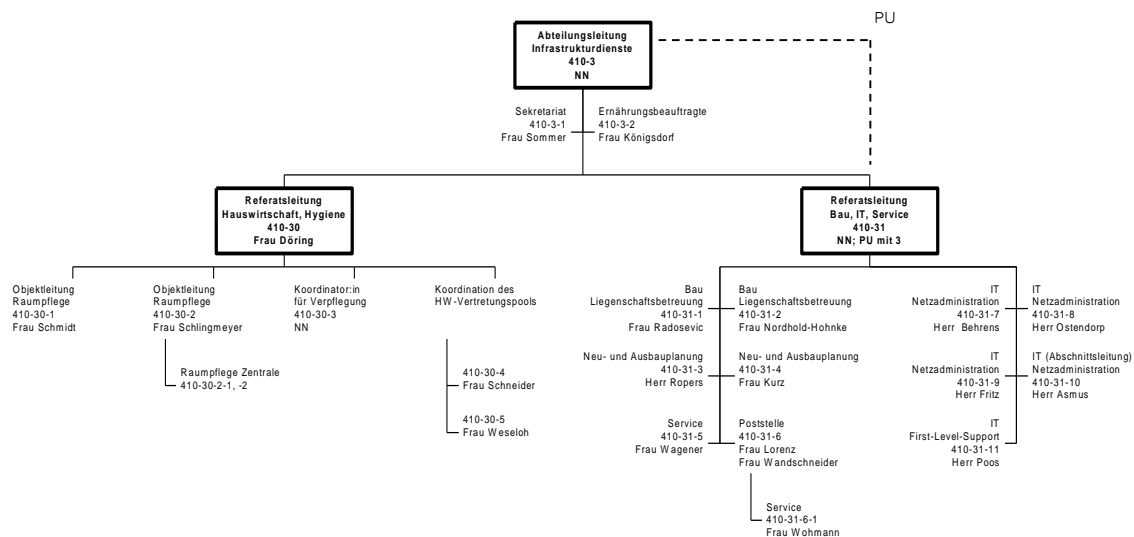 PU
Abteilungsleitung
Infrastrukturdienste
410-3
NN
Sekretariat
410-3-1
Frau Sommer
Ernährungsbeauftragte
410-3-2
Frau Königsdorf
Referatsleitung
Hauswirtschaft, Hygiene
410-30
Frau Döring
Referatsleitung
Bau, IT, Service
410-31
NN; PU mit 3
Objektleitung
Raumpflege
410-30-1
Frau Schmidt
Objektleitung
Raumpflege
410-30-2
Frau Schlingmeyer
Raumpflege Zentrale
410-30-2-1, -2
Koordinator:in
für Verpflegung
410-30-3
NN
Koordination des
HW-Vertretungspools
410-30-4
Frau Schneider
410-30-5
Frau Weseloh
Bau
Liegenschaftsbetreuung
410-31-1
Frau Radosevic
Bau
Liegenschaftsbetreuung
410-31-2
Frau Nordhold-Hohnke
Neu- und Ausbauplanung
410-31-3
Herr Ropers
Neu- und Ausbauplanung
410-31-4
Frau Kurz
Service
410-31-5
Frau Wagener
Poststelle
410-31-6
Frau Lorenz
Frau Wandschneider
Service
410-31-6-1
Frau Wohmann
IT
Netzadministration
410-31-7
Herr Behrens
IT
Netzadministration
410-31-8
Herr Ostendorp
IT
Netzadministration
410-31-9
Herr Fritz
IT (Abschnittsleitung)
Netzadministration
410-31-10
Herr Asmus
IT
First-Level-Support
410-31-11
Herr Poos